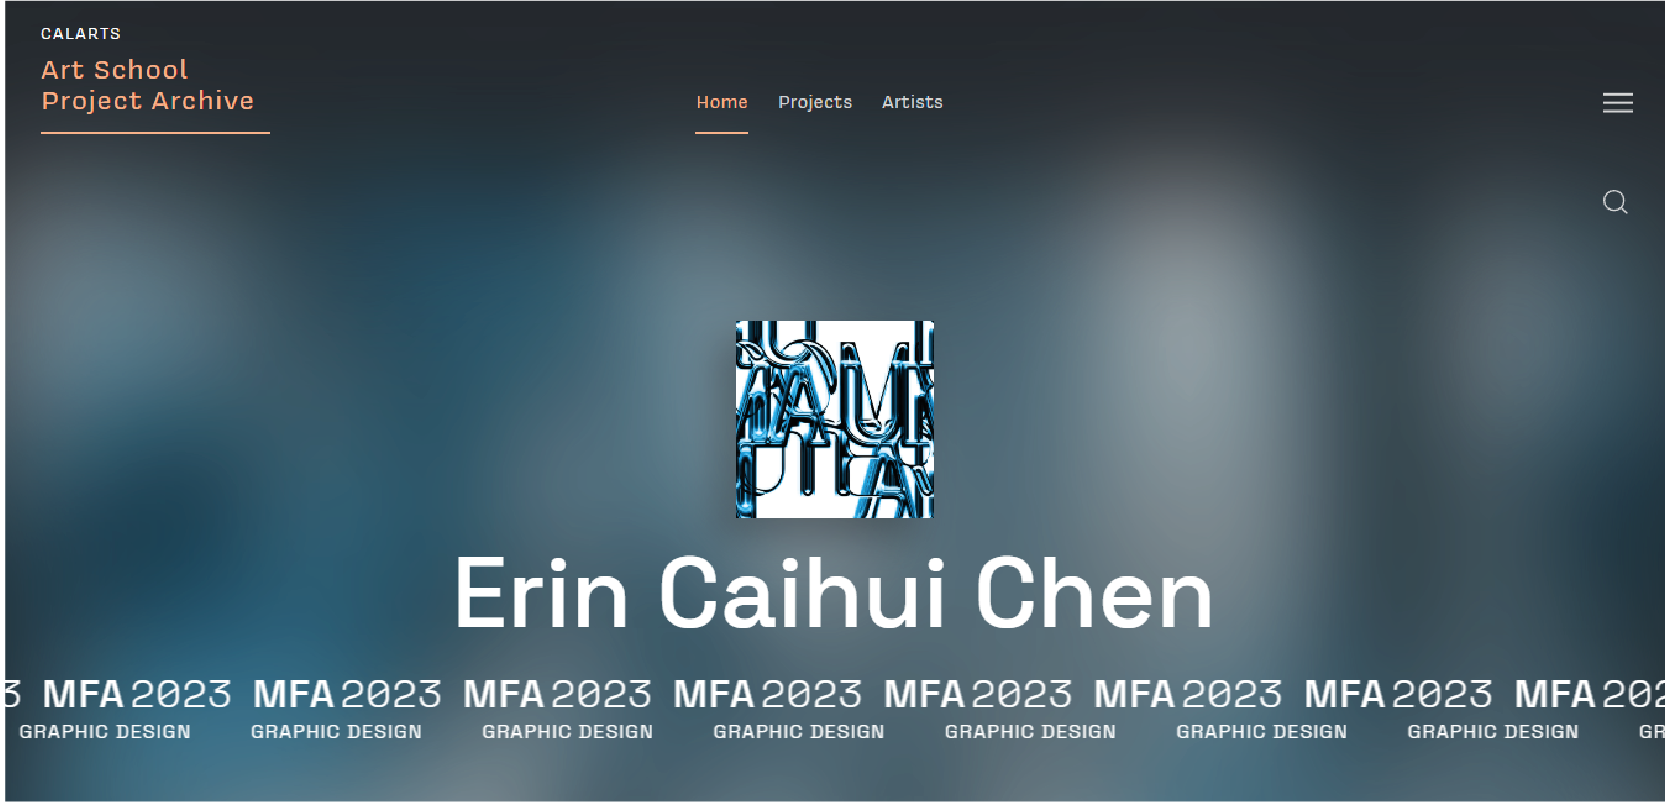 CALARTS
Art School
Project Archive
Home Projects Artists
Erin Caihui Chen
3 MFA 2023 MFA 2023 MFA 2023 MFA 2023 MFA 2023 MFA 2023 MFA 2023 MFA 202
GRAPHIC DESIGN GRAPHIC DESIGN GRAPHIC DESIGN GRAPHIC DESIGN GRAPHIC DESIGN GRAPHIC DESIGN GRAPHIC DESIGN GR